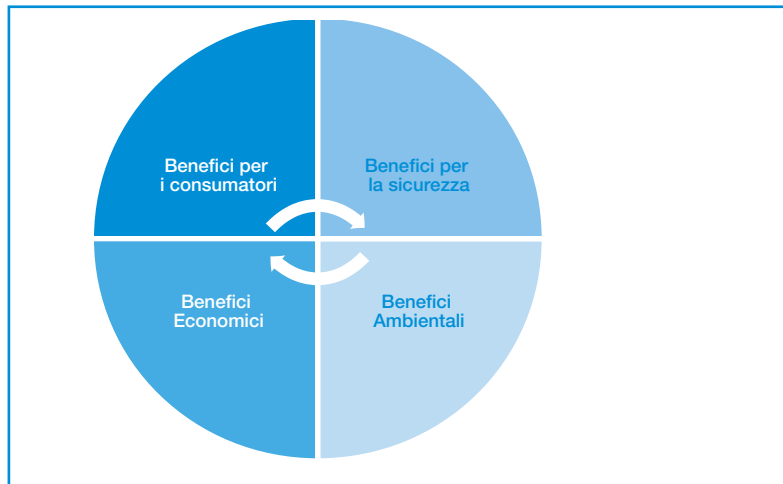 Benefici per
i consumatori
Benefici per
la sicurezza
Benefici
Economici
Benefici
Ambientali